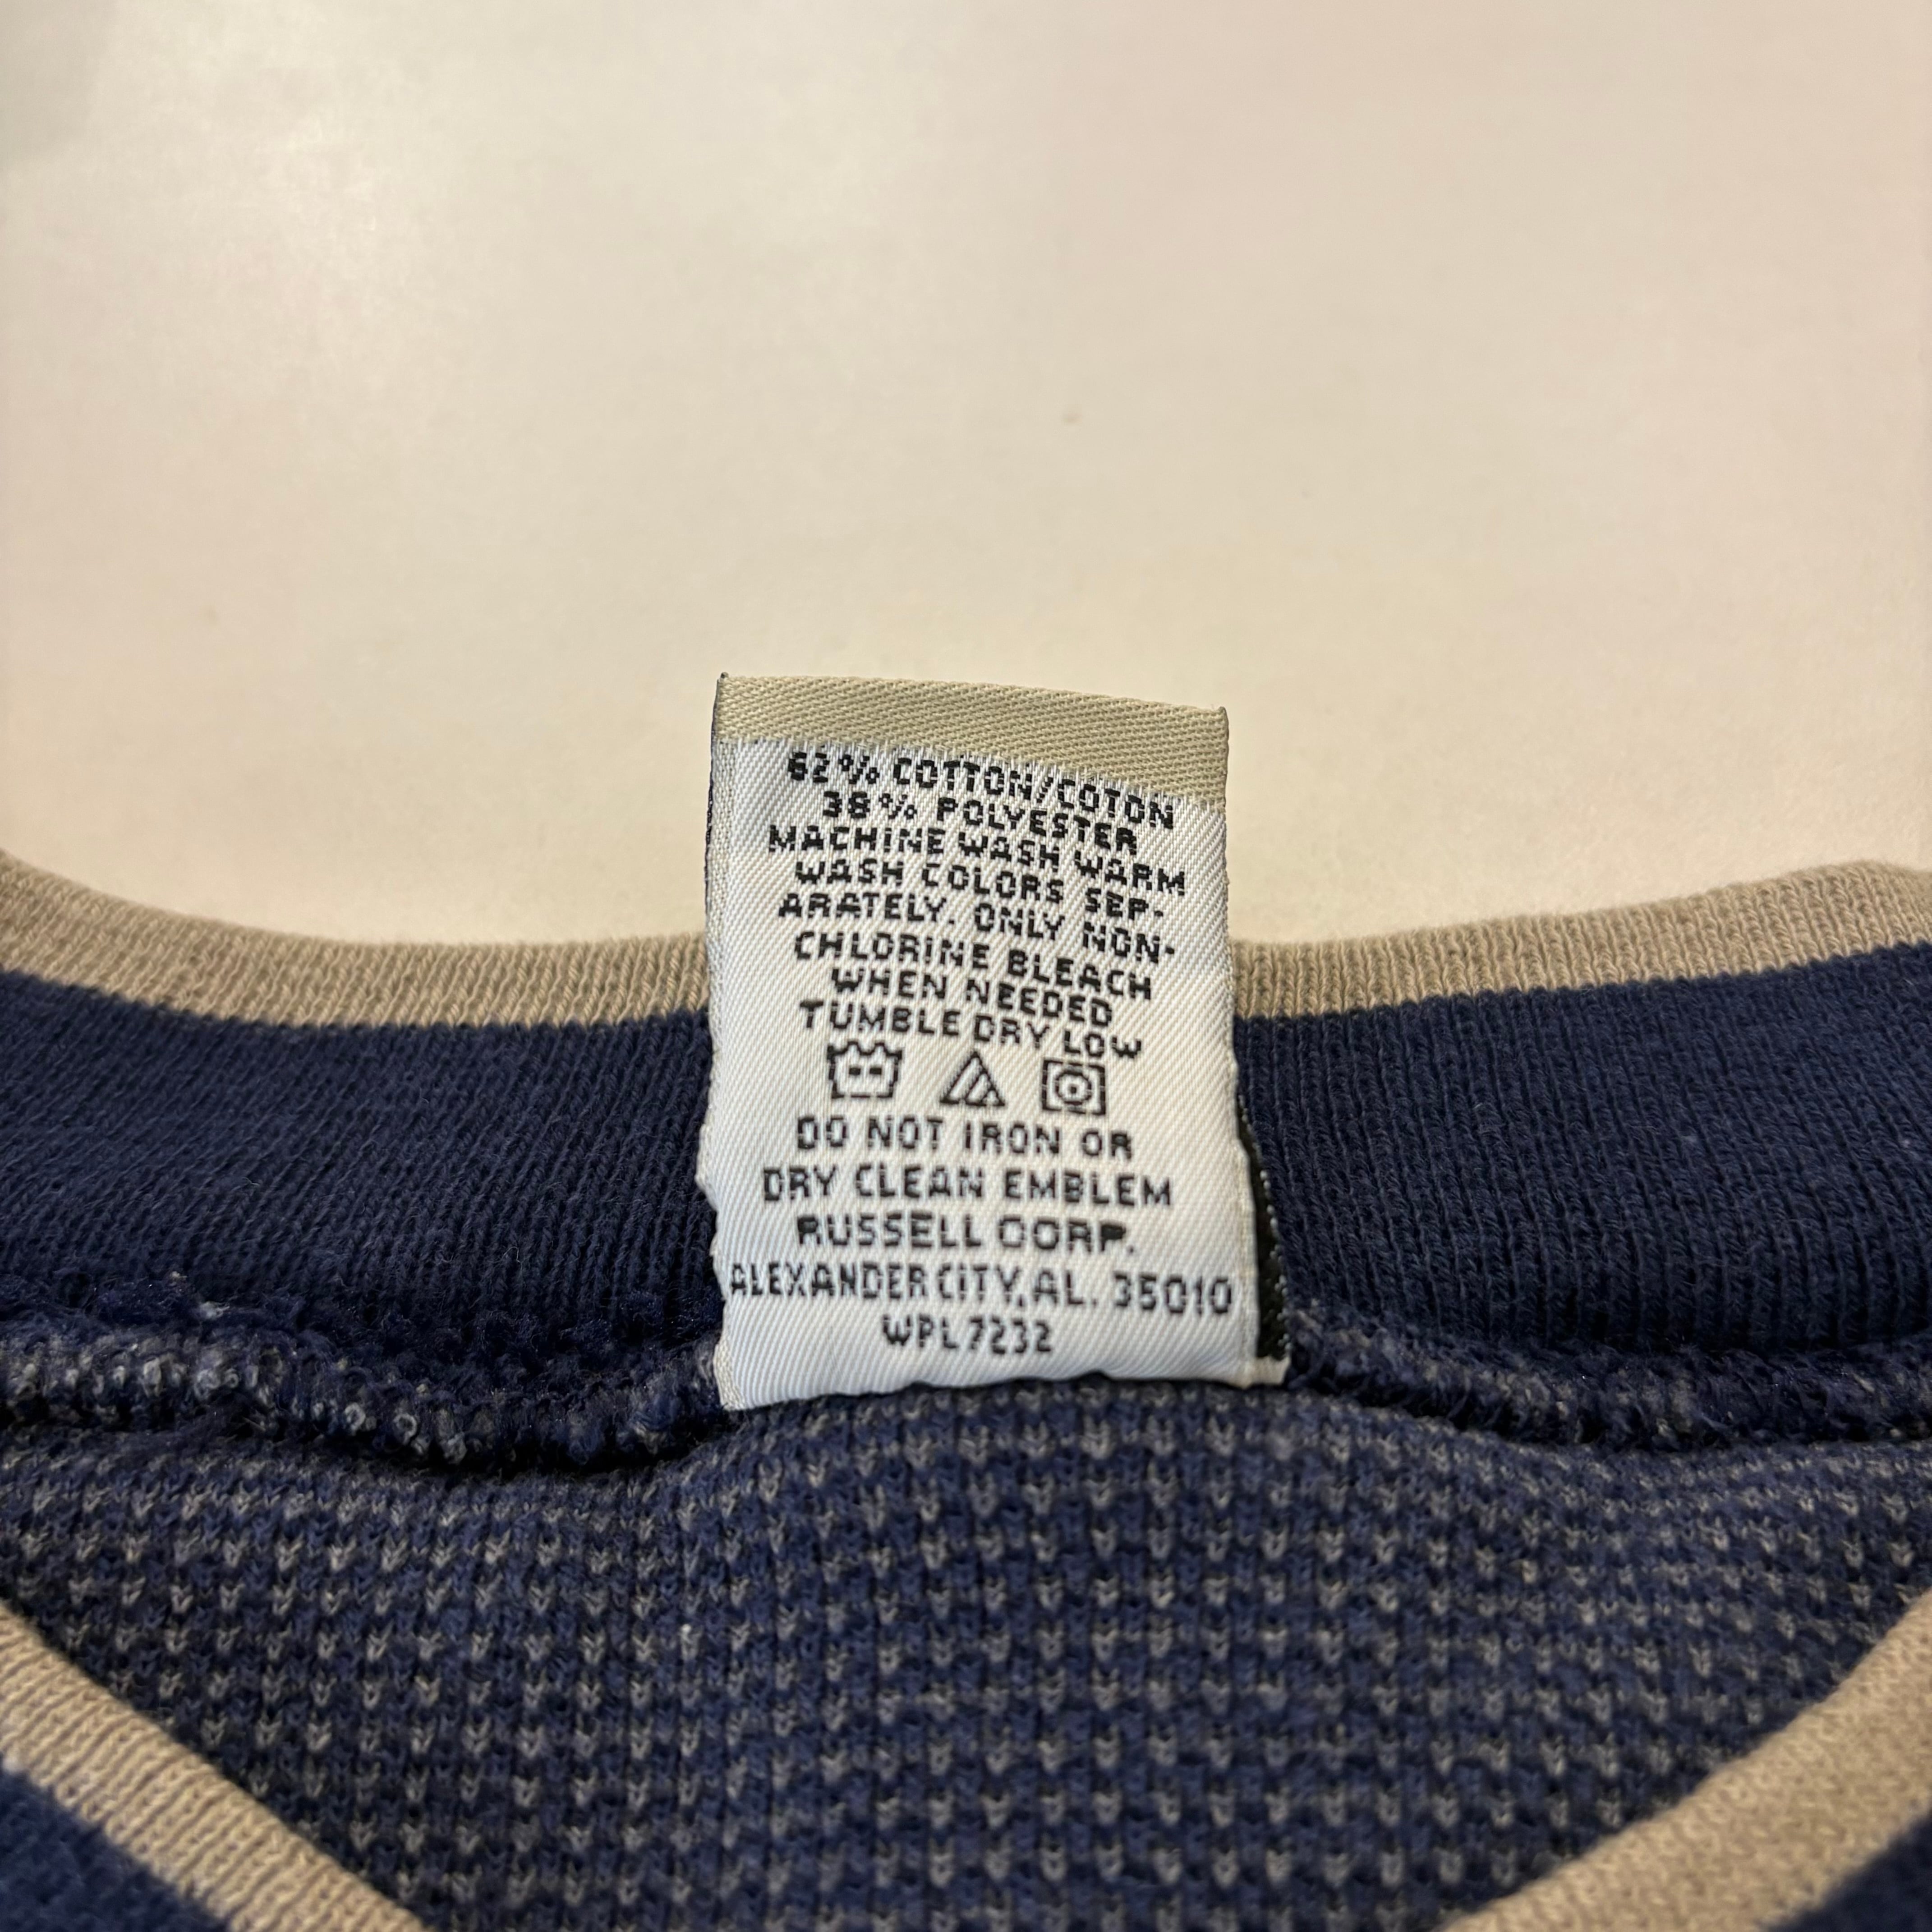 62% COTTON/COTON
38% POLYESTER
MACHINE WASH WARM
WASH COLORS SEP-
ARATELY. ONLY NON-
CHLORINE BLEACH
WHEN NEEDED
TUMBLE DRY LOW
DO NOT IRON OR
DRY CLEAN EMBLEM
RUSSELL CORP.
ALEXANDER CITY, AL. 35010
WPL7232